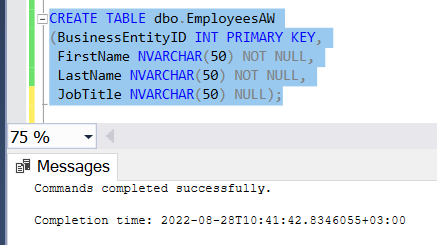 CREATE TABLE dbo.EmployeesAW
(BusinessEntityID INT PRIMARY KEY,
FirstName NVARCHAR(50) NOT NULL,
LastName NVARCHAR(50) NOT NULL,
JobTitle NVARCHAR(50) NULL);
75 %
Messages
Commands completed successfully.
Completion time: 2022-08-28T10:41:42.8346055+03:00